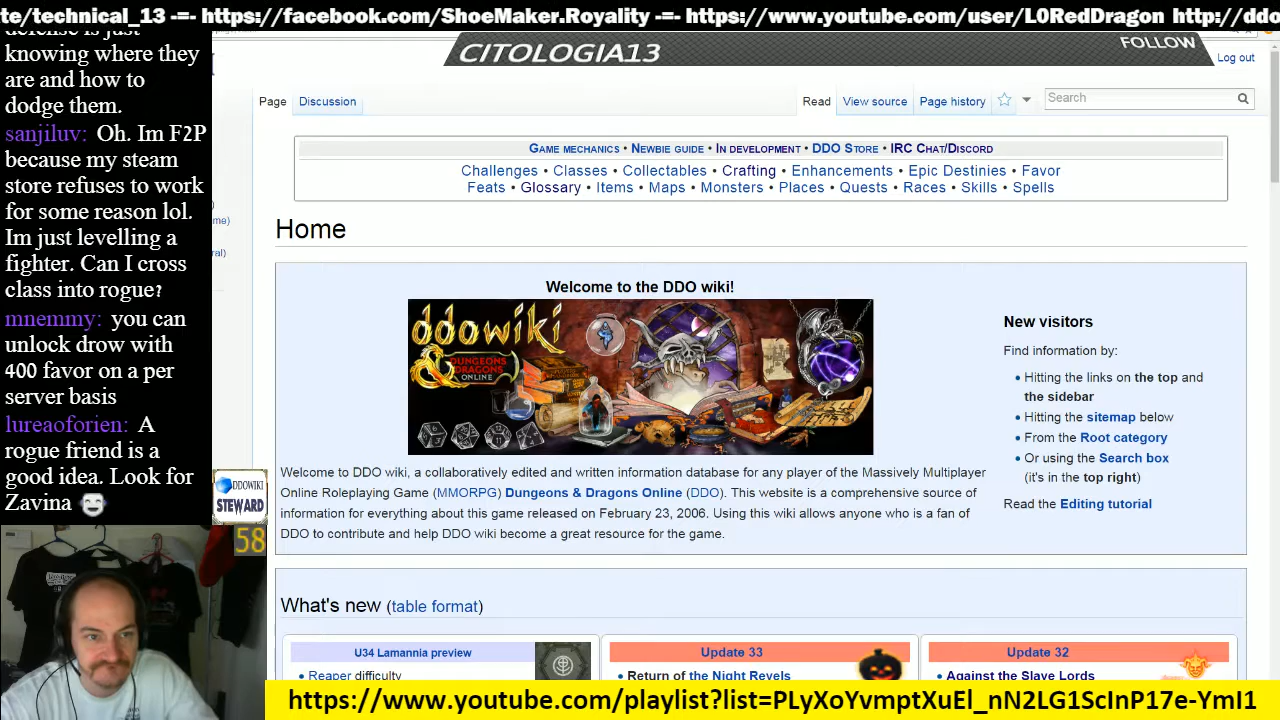 te/technical_13 -=- https://facebook.com/ShoeMaker.Royality -=- https://www.youtube.com/user/L0RedDragon http://ddo
defense is just
knowing where they
are and how to
dodge them.
sanjiluv: Oh. Im F2P
because my steam
store refuses to work
for some reason lol.
Im just levelling a
fighter. Can I cross
class into rogue?
mnemmy: you can
unlock drow with
400 favor on a per
server basis
lureaoforien: A
rogue friend is a
good idea. Look for
Zavina
DDOWIKI
STEWARD
58
CITOLOGIA13
FOLLOW
Log out
Page Discussion
Read View source Page history
Search
me)
ral)
Game mechanics • Newbie guide • In development • DDO Store • IRC Chat/Discord
Challenges • Classes • Collectables • Crafting • Enhancements • Epic Destinies • Favor
Feats • Glossary • Items • Maps • Monsters • Places • Quests • Races • Skills • Spells
Home
Welcome to the DDO wiki!
ddowiki
DUNGEONS & DRAGONS
ONLINE
Welcome to DDO wiki, a collaboratively edited and written information database for any player of the Massively Multiplayer
Online Roleplaying Game (MMORPG) Dungeons & Dragons Online (DDO). This website is a comprehensive source of
information for everything about this game released on February 23, 2006. Using this wiki allows anyone who is a fan of
DDO to contribute and help DDO wiki become a great resource for the game.
New visitors
Find information by:
• Hitting the links on the top and
the sidebar
• Hitting the sitemap below
• From the Root category
• Or using the Search box
(it's in the top right)
Read the Editing tutorial
What's new (table format)
U34 Lamannia preview
• Reaper difficulty
Update 33
• Return of the Night Revels
Update 32
• Against the Slave Lords
https://www.youtube.com/playlist?list=PLyXoYvmptXuEl_nN2LG1ScInP17e-YmI1